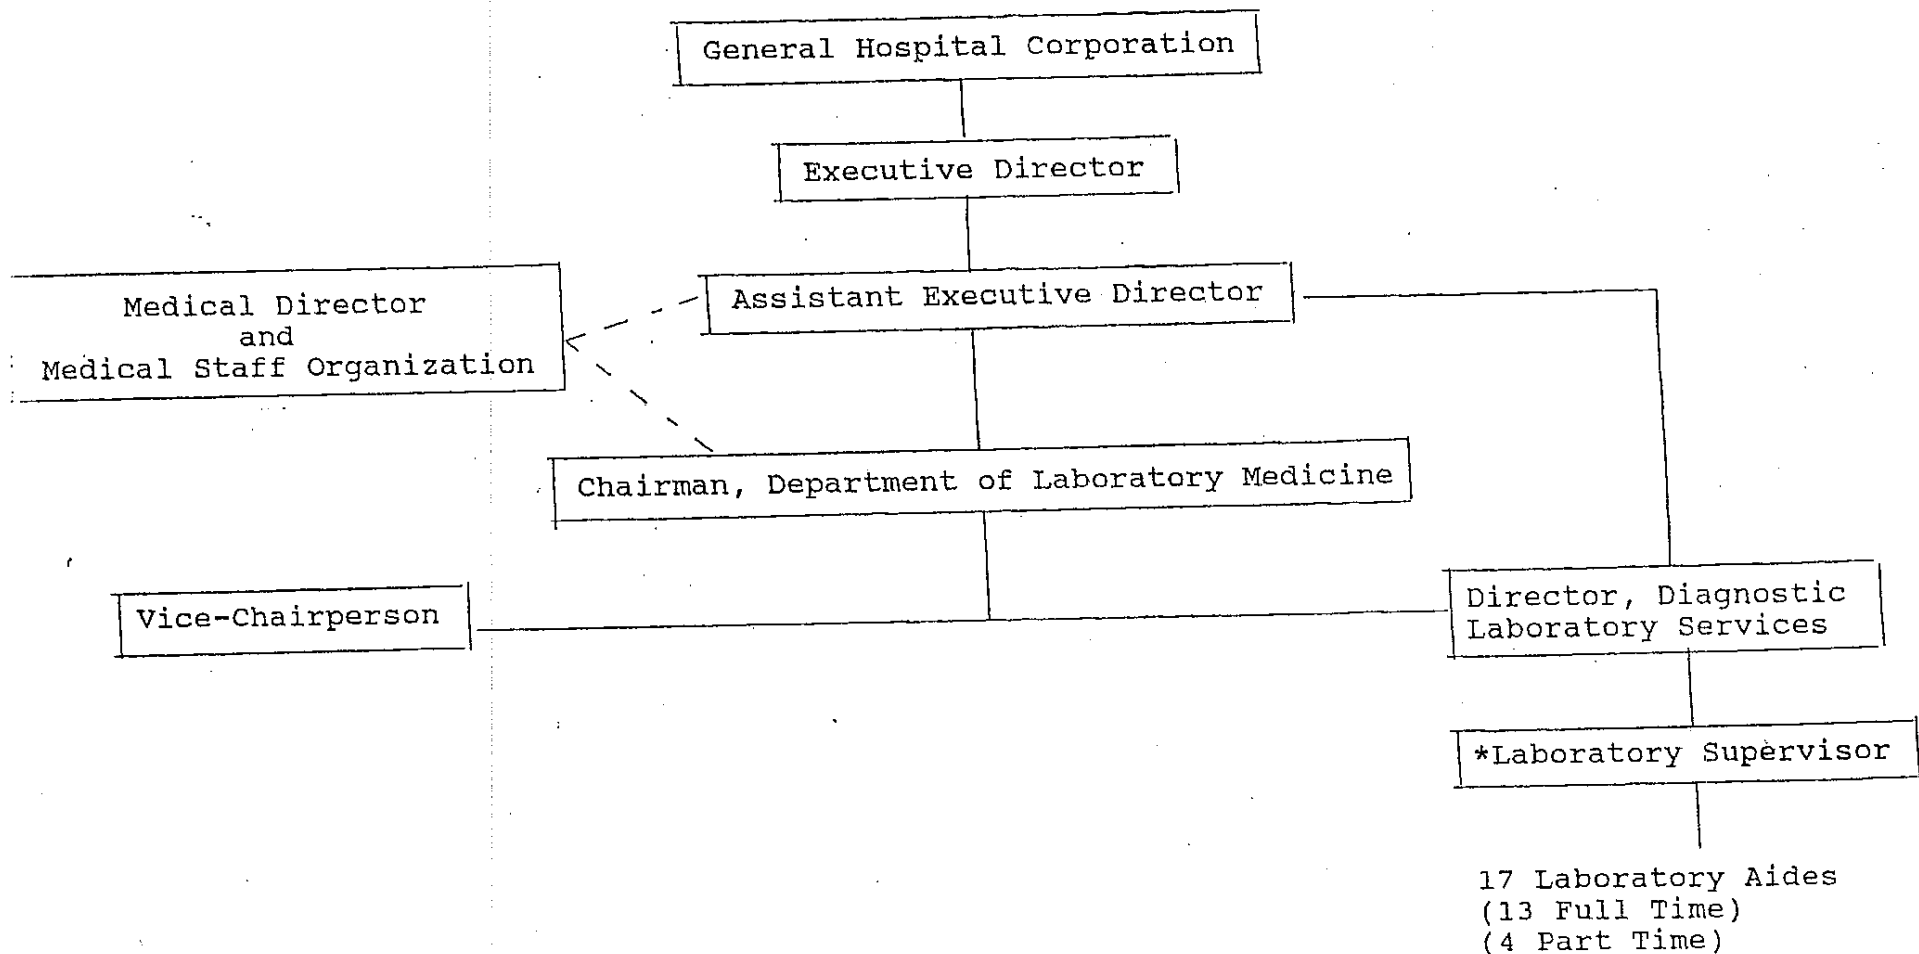 General Hospital Corporation
Executive Director
Assistant Executive Director
Medical Director
and
Medical Staff Organization
Chairman, Department of Laboratory Medicine
Vice-Chairperson
Director, Diagnostic
Laboratory Services
*Laboratory Supervisor
17 Laboratory Aides
(13 Full Time)
(4 Part Time)